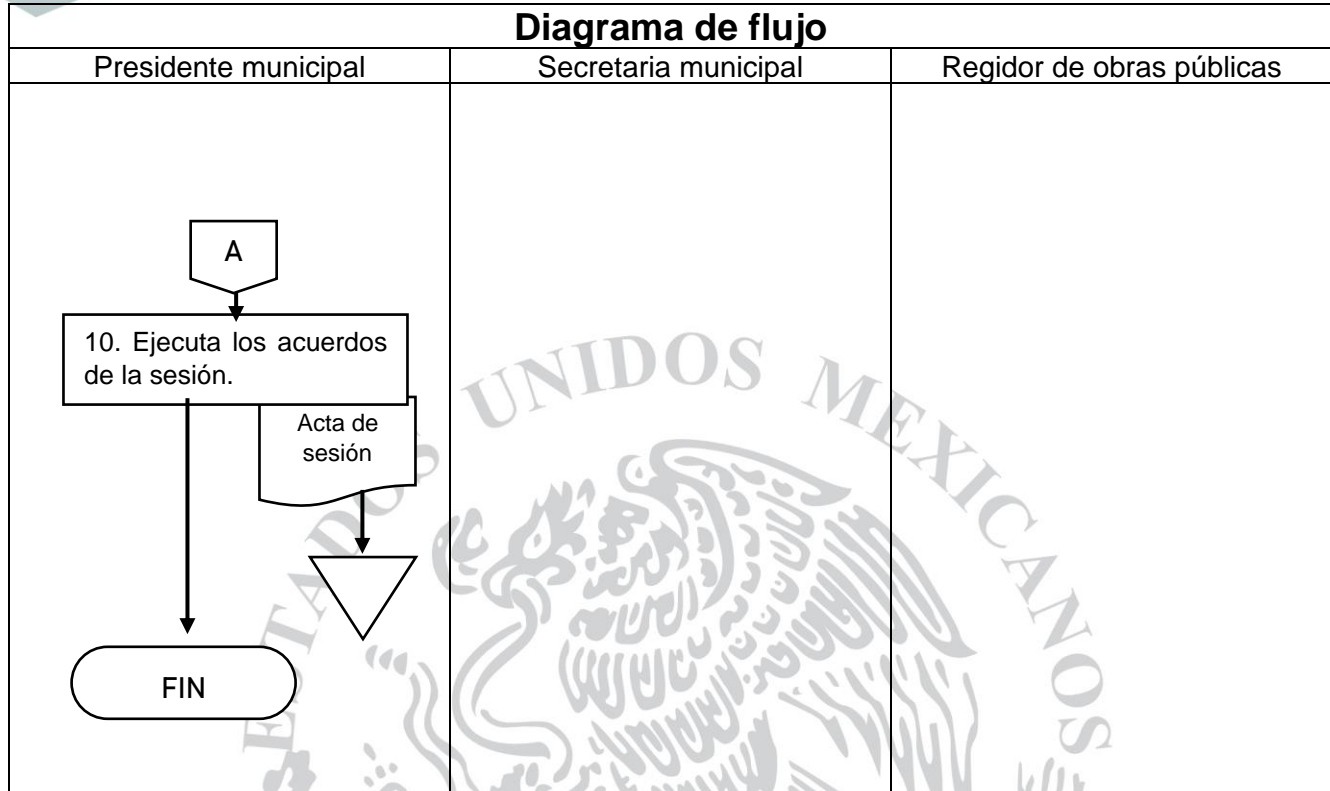 Diagrama de flujo
Presidente municipal
Secretaria municipal
Regidor de obras públicas
A
10. Ejecuta los acuerdos
de la sesión.
Acta de
sesión
FIN
ESTADOS UNIDOS MEXICANOS